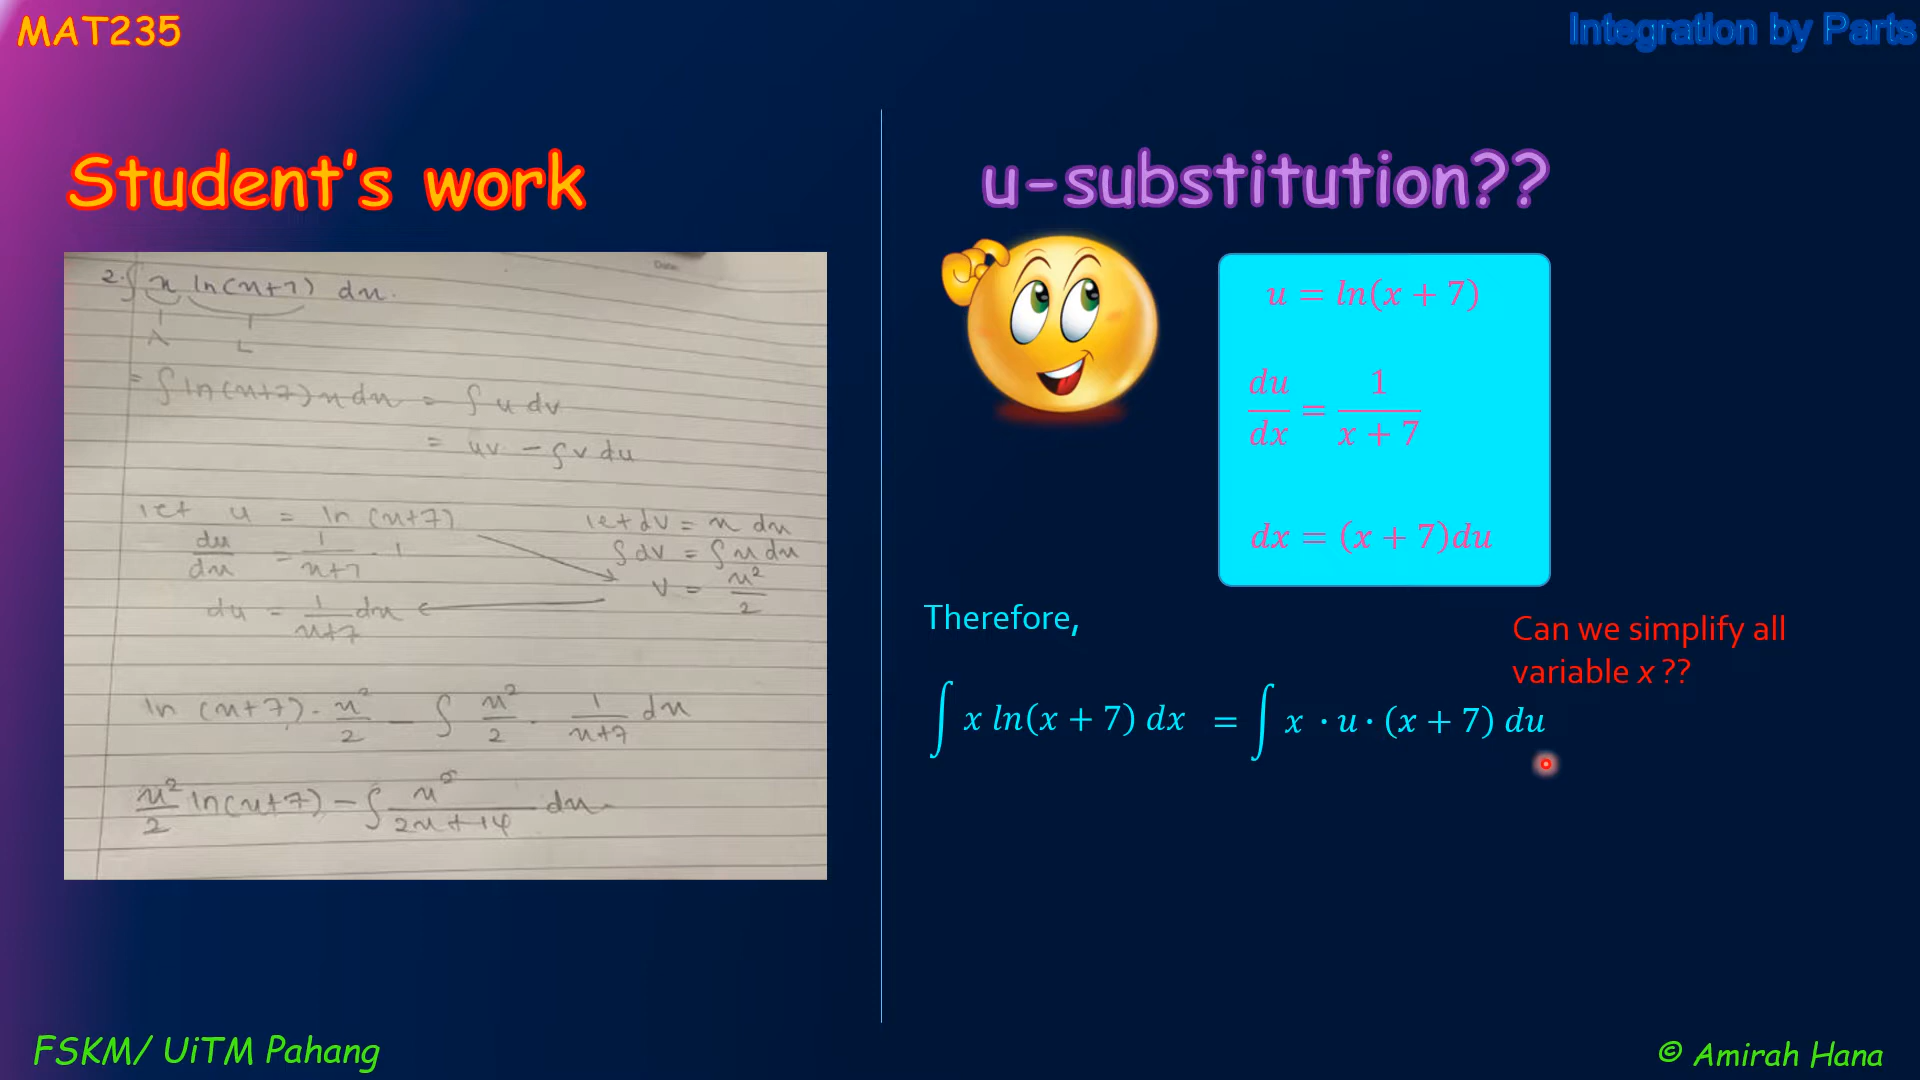 MAT235
Integration by Parts
Student's work
2. ∫ x ln(x+7) dx.
A L
= ∫ ln(x+7) x dx = ∫ u dv
= uv - ∫ v du
let u = ln (x+7)
du/dx = 1/x+7 · 1
du = 1/x+7 dx
let dv = x dx
∫ dv = ∫ x dx
v = x²/2
ln (x+7) · x²/2 - ∫ x²/2 · 1/x+7 dx
x²/2 ln(x+7) - ∫ x²/2x+14 dx
u-substitution??
u = ln(x + 7)
du/dx = 1/x + 7
dx = (x + 7)du
Therefore,
Can we simplify all
variable x ??
∫ x ln(x + 7) dx = ∫ x · u · (x + 7) du
FSKM/ UiTM Pahang
© Amirah Hana